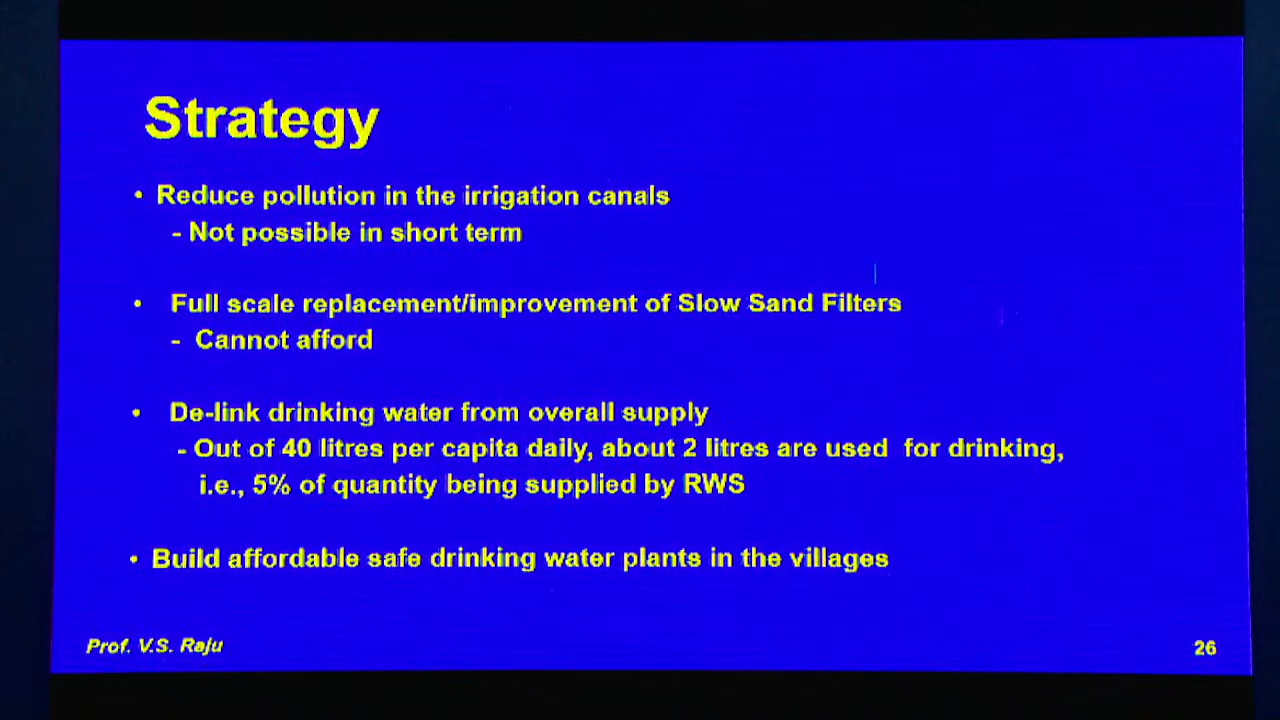 Strategy
• Reduce pollution in the irrigation canals
- Not possible in short term
• Full scale replacement/improvement of Slow Sand Filters
- Cannot afford
• De-link drinking water from overall supply
- Out of 40 litres per capita daily, about 2 litres are used for drinking,
i.e., 5% of quantity being supplied by RWS
• Build affordable safe drinking water plants in the villages
Prof. V.S. Raju
26